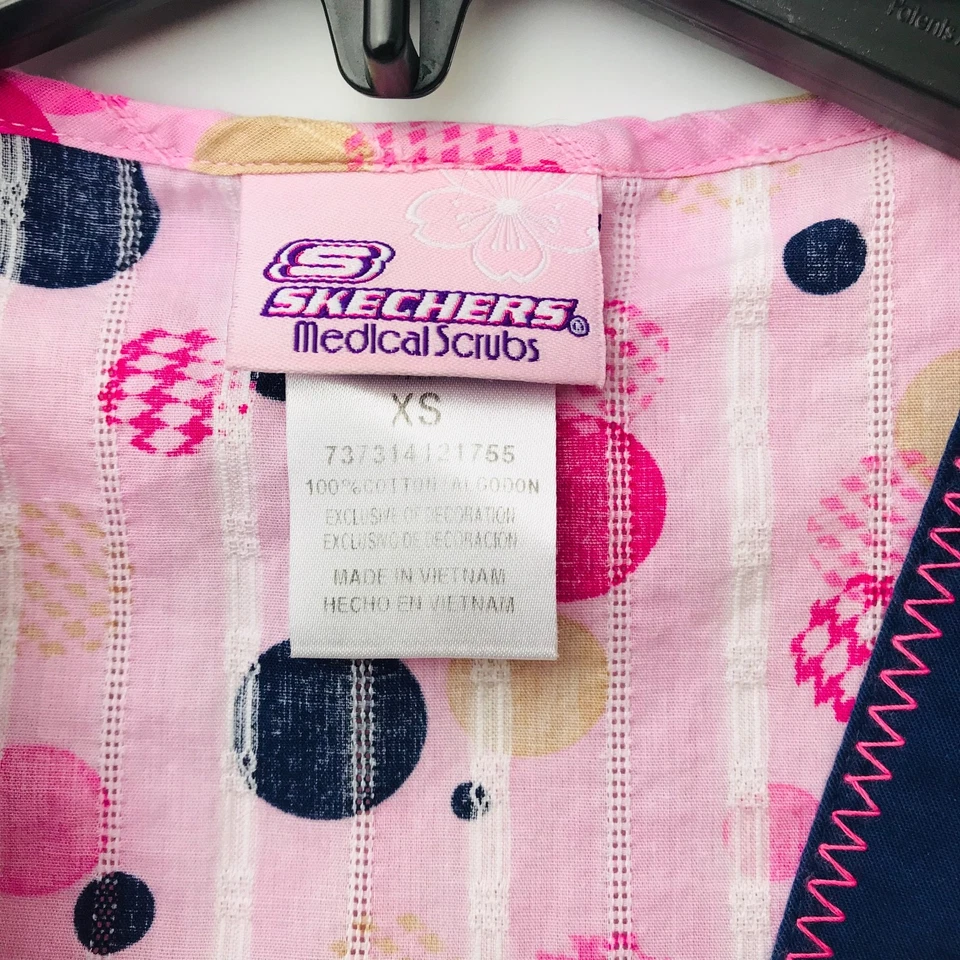 Patents
S
SKECHERS®
Medical Scrubs
XS
737314121755
100%COTTON/ALGODON
EXCLUSIVE OF DECORATION
EXCLUSIVO DE DECORACION
MADE IN VIETNAM
HECHO EN VIETNAM